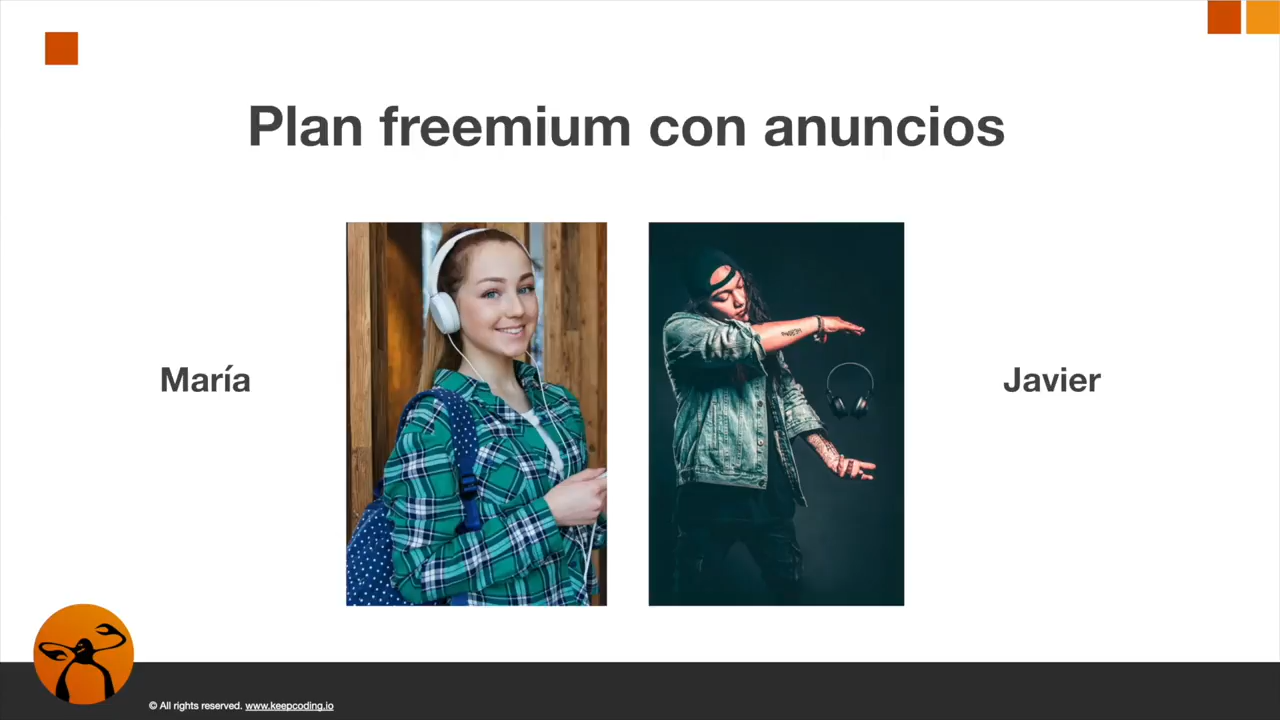 Plan freemium con anuncios
María
Javier
© All rights reserved. www.keepcoding.io